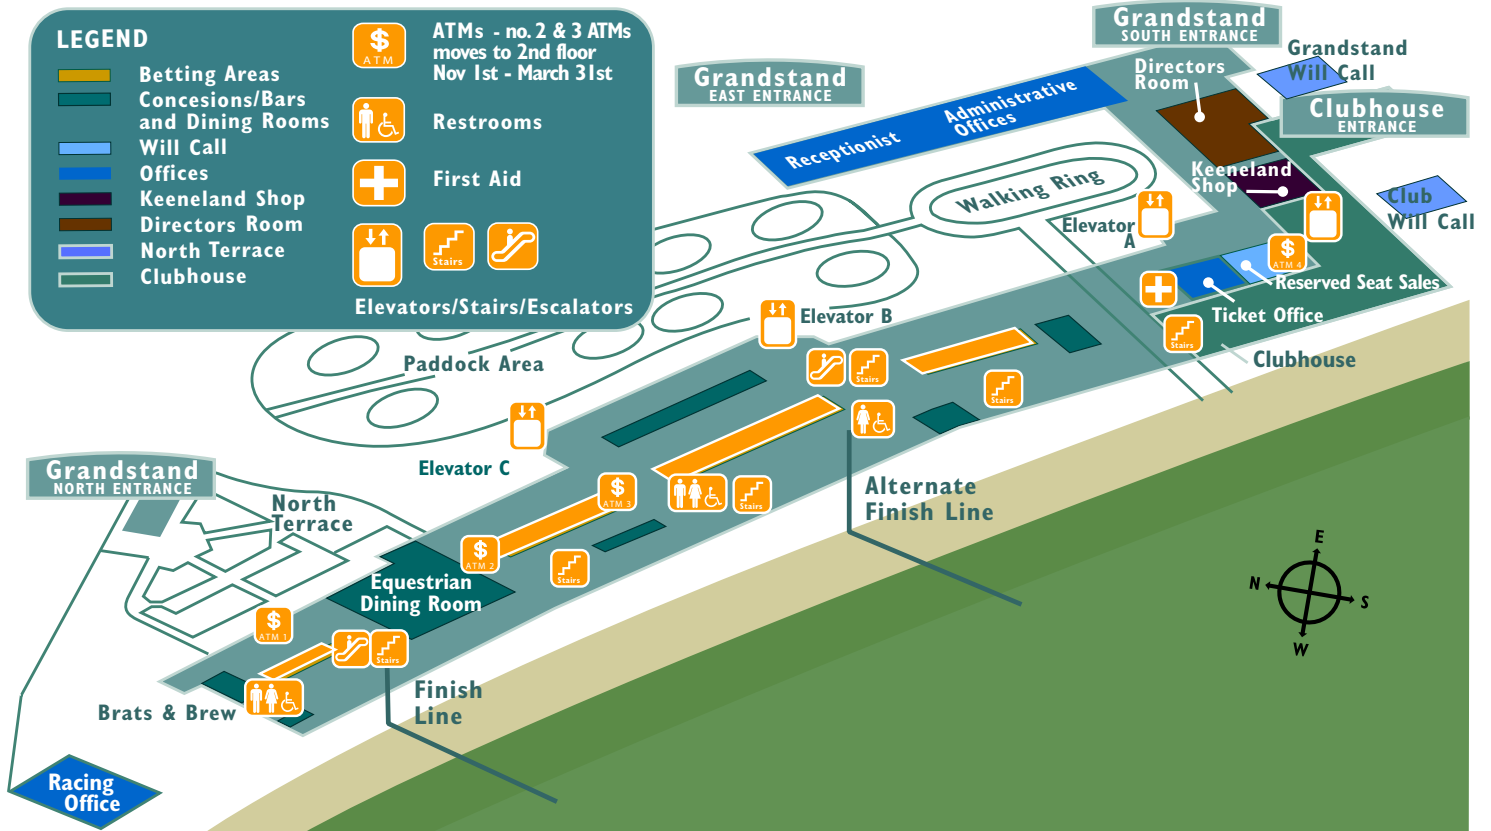 LEGEND
Betting Areas
Concesions/Bars
and Dining Rooms
Will Call
Offices
Keeneland Shop
Directors Room
North Terrace
Clubhouse
$
ATM
ATMs - no. 2 & 3 ATMs
moves to 2nd floor
Nov 1st - March 31st
Restrooms
First Aid
Stairs
Elevators/Stairs/Escalators
Grandstand
EAST ENTRANCE
Grandstand
SOUTH ENTRANCE
Grandstand
Will Call
Clubhouse
ENTRANCE
Directors
Room
Receptionist
Administrative
Offices
Keeneland
Shop
Club
Will Call
Walking Ring
Elevator
A
$
ATM 4
Reserved Seat Sales
Ticket Office
Stairs
Clubhouse
Elevator B
Paddock Area
Stairs
Stairs
Elevator C
Grandstand
NORTH ENTRANCE
North
Terrace
$
ATM 3
Stairs
Alternate
Finish Line
$
ATM 2
Stairs
Equestrian
Dining Room
$
ATM 1
Stairs
Finish
Line
Brats & Brew
Racing
Office
E
N
S
W